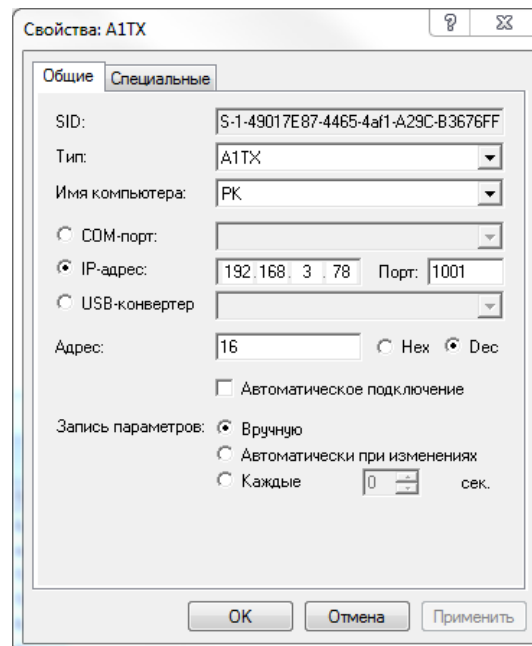 Свойства: A1TX
Общие Специальные
SID: S-1-49017E87-4465-4af1-A29C-B3676FF
Тип: A1TX
Имя компьютера: PK
COM-порт:
IP-адрес: 192 . 168 . 3 . 78 Порт: 1001
USB-конвертер
Адрес: 16 Hex Dec
Автоматическое подключение
Запись параметров: Вручную
Автоматически при изменениях
Каждые 0 сек.
OK Отмена Применить